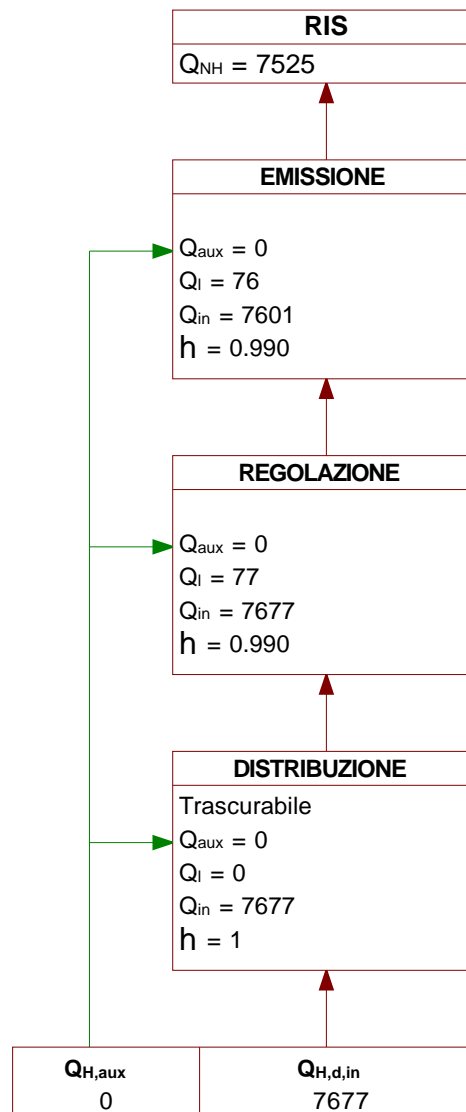 RIS
QNH = 7525
EMISSIONE
Qaux = 0
Ql = 76
Qin = 7601
h = 0.990
REGOLAZIONE
Qaux = 0
Ql = 77
Qin = 7677
h = 0.990
DISTRIBUZIONE
Trascurabile
Qaux = 0
Ql = 0
Qin = 7677
h = 1
QH,aux QH,d,in
0 7677